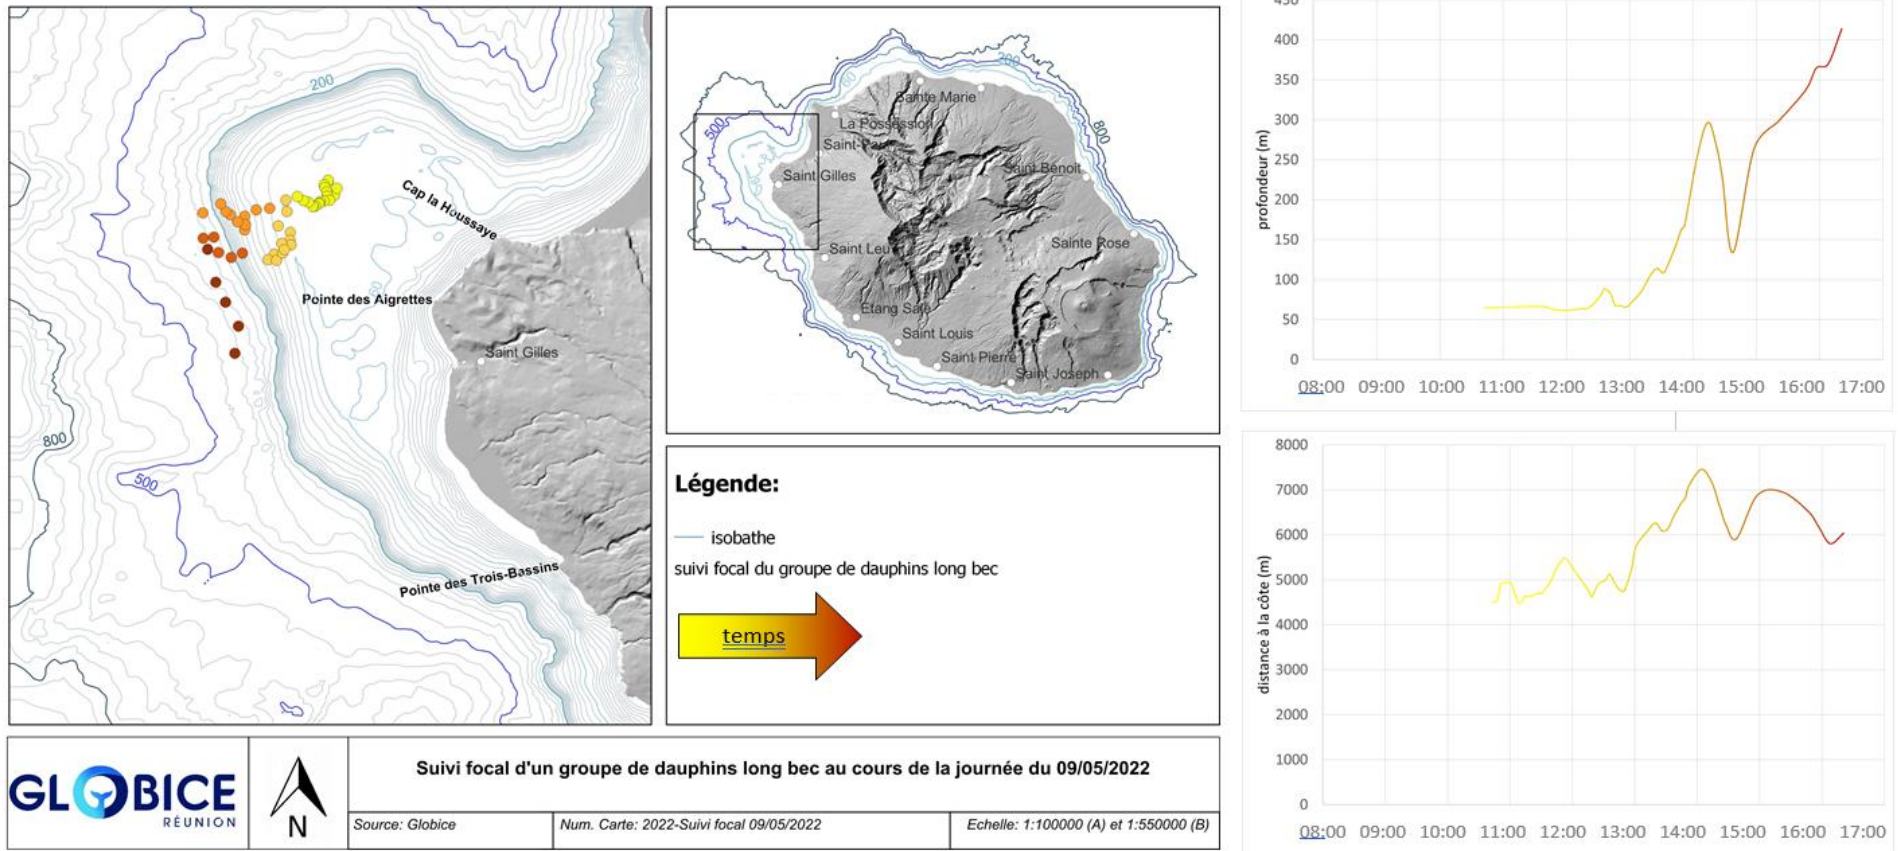 200
Cap la Houssaye
Pointe des Aigrettes
Saint Gilles
800
500
Pointe des Trois-Bassins
200
Sainte Marie
La Possession
800
500
Saint Gilles
Saint Benoit
Saint Leu
Sainte Rose
Etang Salé
Saint Louis
Saint Pierre
Saint Joseph
Légende:
isobathe
suivi focal du groupe de dauphins long bec
temps
GLOBICE
RÉUNION
N
Suivi focal d'un groupe de dauphins long bec au cours de la journée du 09/05/2022
Source: Globice
Num. Carte: 2022-Suivi focal 09/05/2022
Echelle: 1:100000 (A) et 1:550000 (B)
450
400
350
300
250
200
150
100
50
0
profondeur (m)
08:00 09:00 10:00 11:00 12:00 13:00 14:00 15:00 16:00 17:00
8000
7000
6000
5000
4000
3000
2000
1000
0
distance à la côte (m)
08:00 09:00 10:00 11:00 12:00 13:00 14:00 15:00 16:00 17:00